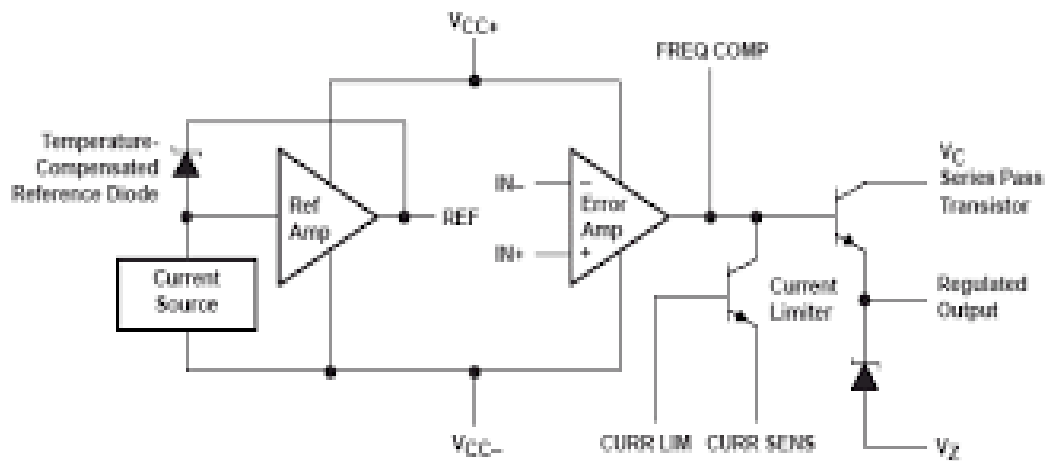 VCC+
FREQ COMP
Temperature-
Compensated
Reference Diode
VC
Series Pass
Transistor
IN–
–
Error
Amp
+
Ref
Amp
REF
IN+
Current
Source
Current
Limiter
Regulated
Output
VCC–
CURR LIM
CURR SENS
VZ